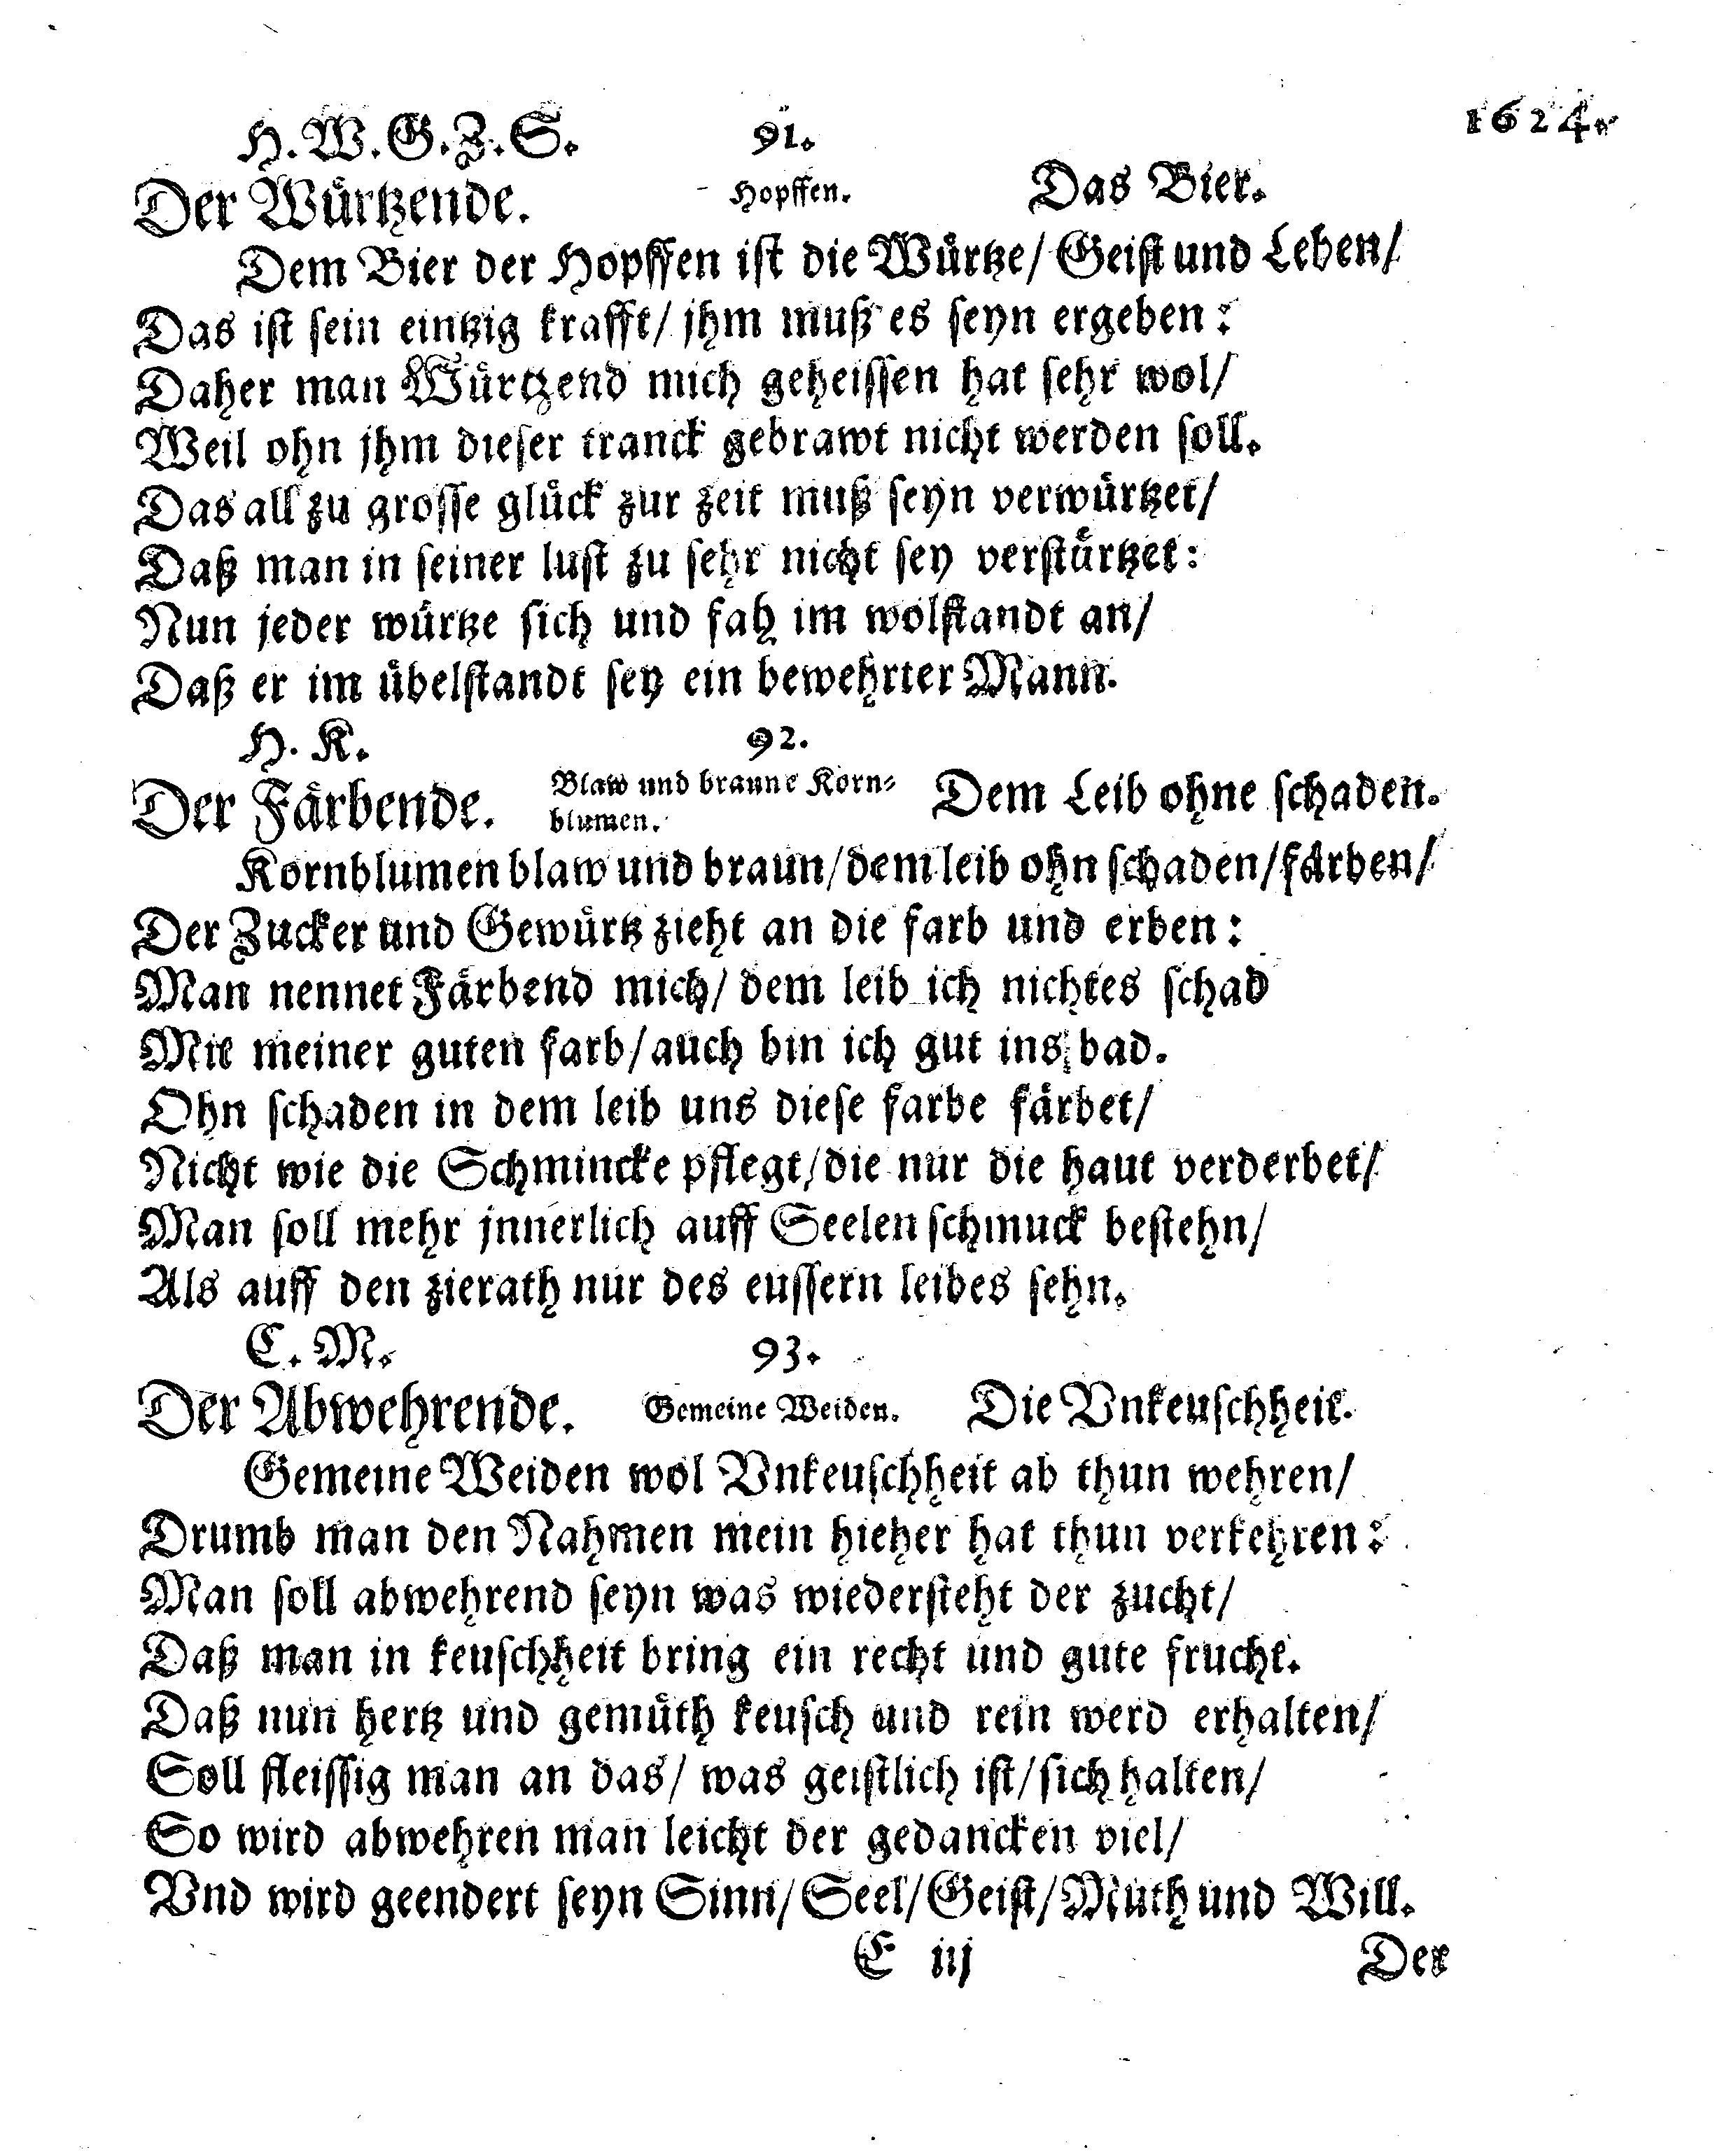 H. W. G. Z. S. 91. 1624.
Der Würtzende. Hopffen. Das Bier.
Dem Bier der Hopffen ist die Würtze/ Geist und Leben/
Das ist sein eintzig krafft/ jhm muß es seyn ergeben:
Daher man Würtzend mich geheissen hat sehr wol/
Weil ohn jhm dieser tranck gebrawt nicht werden soll.
Das all zu grosse glück zur zeit muß seyn verwürtzet/
Daß man in seiner lust zu sehr nicht sey verstürtzet:
Nun jeder würtze sich und fah im wolstandt an/
Daß er im übelstandt sey ein bewehrter Mann.
H. K. 92.
Der Färbende. Blaw und braune Korn-
blumen. Dem Leib ohne schaden.
Kornblumen blaw und braun/ dem leib ohn schaden/ färben/
Der Zucker und Gewürtz zieht an die farb und erben:
Man nennet Färbend mich/ dem leib ich nichtes schad
Mit meiner guten farb/ auch bin ich gut ins bad.
Ohn schaden in dem leib uns diese farbe färbet/
Nicht wie die Schmincke pflegt/ die nur die haut verderbet/
Man soll mehr jnnerlich auff Seelen schmuck bestehn/
Als auff den zierath nur des eussern leibes sehn.
C. M. 93.
Der Abwehrende. Gemeine Weiden. Die Vnkeuschheit.
Gemeine Weiden wol Vnkeuschheit ab thun wehren/
Drumb man den Nahmen mein hieher hat thun verkehren:
Man soll abwehrend seyn was wiedersteht der zucht/
Daß man in keuschheit bring ein recht und gute frucht.
Daß nun hertz und gemüth keusch und rein werd erhalten/
Soll fleissig man an das/ was geistlich ist/ sich halten/
So wird abwehren man leicht der gedancken viel/
Vnd wird geendert seyn Sinn/ Seel/ Geist/ Muth und Will.
E iij Der